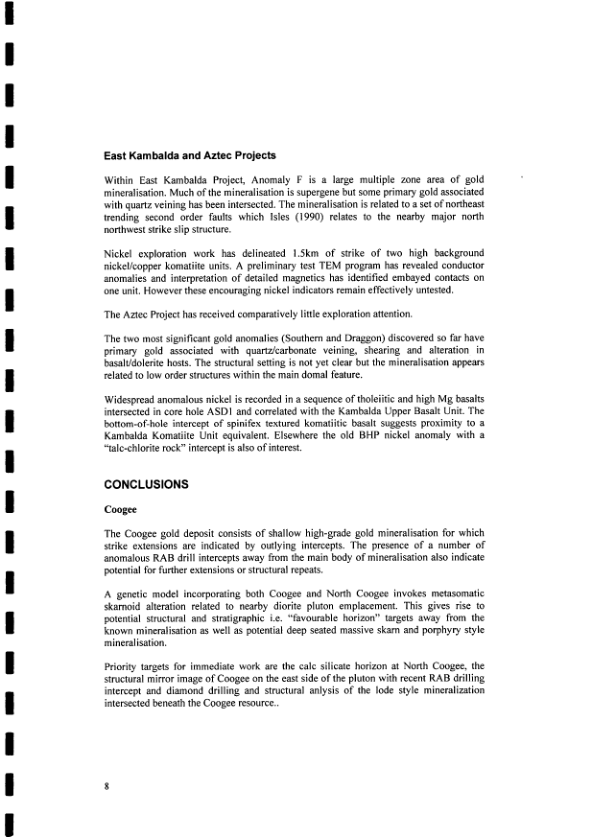 East Kambalda and Aztec Projects
Within East Kambalda Project, Anomaly F is a large multiple zone area of gold
mineralisation. Much of the mineralisation is supergene but some primary gold associated
with quartz veining has been intersected. The mineralisation is related to a set of northeast
trending second order faults which Isles (1990) relates to the nearby major north
northwest strike slip structure.
Nickel exploration work has delineated 1.5km of strike of two high background
nickel/copper komatiite units. A preliminary test TEM program has revealed conductor
anomalies and interpretation of detailed magnetics has identified embayed contacts on
one unit. However these encouraging nickel indicators remain effectively untested.
The Aztec Project has received comparatively little exploration attention.
The two most significant gold anomalies (Southern and Draggon) discovered so far have
primary gold associated with quartz/carbonate veining, shearing and alteration in
basalt/dolerite hosts. The structural setting is not yet clear but the mineralisation appears
related to low order structures within the main domal feature.
Widespread anomalous nickel is recorded in a sequence of tholeiitic and high Mg basalts
intersected in core hole ASD1 and correlated with the Kambalda Upper Basalt Unit. The
bottom-of-hole intercept of spinifex textured komatiitic basalt suggests proximity to a
Kambalda Komatiite Unit equivalent. Elsewhere the old BHP nickel anomaly with a
“talc-chlorite rock” intercept is also of interest.
CONCLUSIONS
Coogee
The Coogee gold deposit consists of shallow high-grade gold mineralisation for which
strike extensions are indicated by outlying intercepts. The presence of a number of
anomalous RAB drill intercepts away from the main body of mineralisation also indicate
potential for further extensions or structural repeats.
A genetic model incorporating both Coogee and North Coogee invokes metasomatic
skarnoid alteration related to nearby diorite pluton emplacement. This gives rise to
potential structural and stratigraphic i.e. “favourable horizon” targets away from the
known mineralisation as well as potential deep seated massive skarn and porphyry style
mineralisation.
Priority targets for immediate work are the calc silicate horizon at North Coogee, the
structural mirror image of Coogee on the east side of the pluton with recent RAB drilling
intercept and diamond drilling and structural anlysis of the lode style mineralization
intersected beneath the Coogee resource..
8